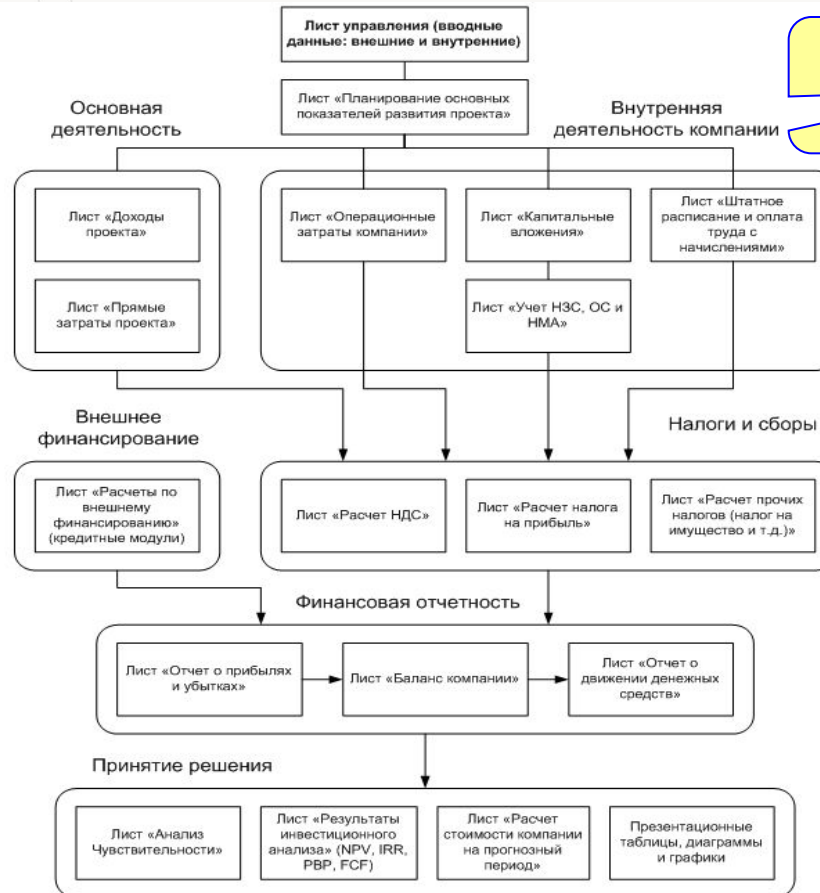 Лист управления (вводные
данные: внешние и внутренние)
Лист «Планирование основных
показателей развития проекта»
Основная
деятельность
Внутренняя
деятельность компании
Лист «Доходы
проекта»
Лист «Прямые
затраты проекта»
Лист «Операционные
затраты компании»
Лист «Капитальные
вложения»
Лист «Штатное
расписание и оплата
труда с
начислениями»
Лист «Учет НЗС, ОС и
НМА»
Внешнее
финансирование
Налоги и сборы
Лист «Расчеты по
внешнему
финансированию»
(кредитные модули)
Лист «Расчет НДС»
Лист «Расчет налога
на прибыль»
Лист «Расчет прочих
налогов (налог на
имущество и т.д.)»
Финансовая отчетность
Лист «Отчет о прибылях
и убытках»
Лист «Баланс компании»
Лист «Отчет о
движении денежных
средств»
Принятие решения
Лист «Анализ
Чувствительности»
Лист «Результаты
инвестиционного
анализа» (NPV, IRR,
PBP, FCF)
Лист «Расчет
стоимости компании
на прогнозный
период»
Презентационные
таблицы, диаграммы
и графики